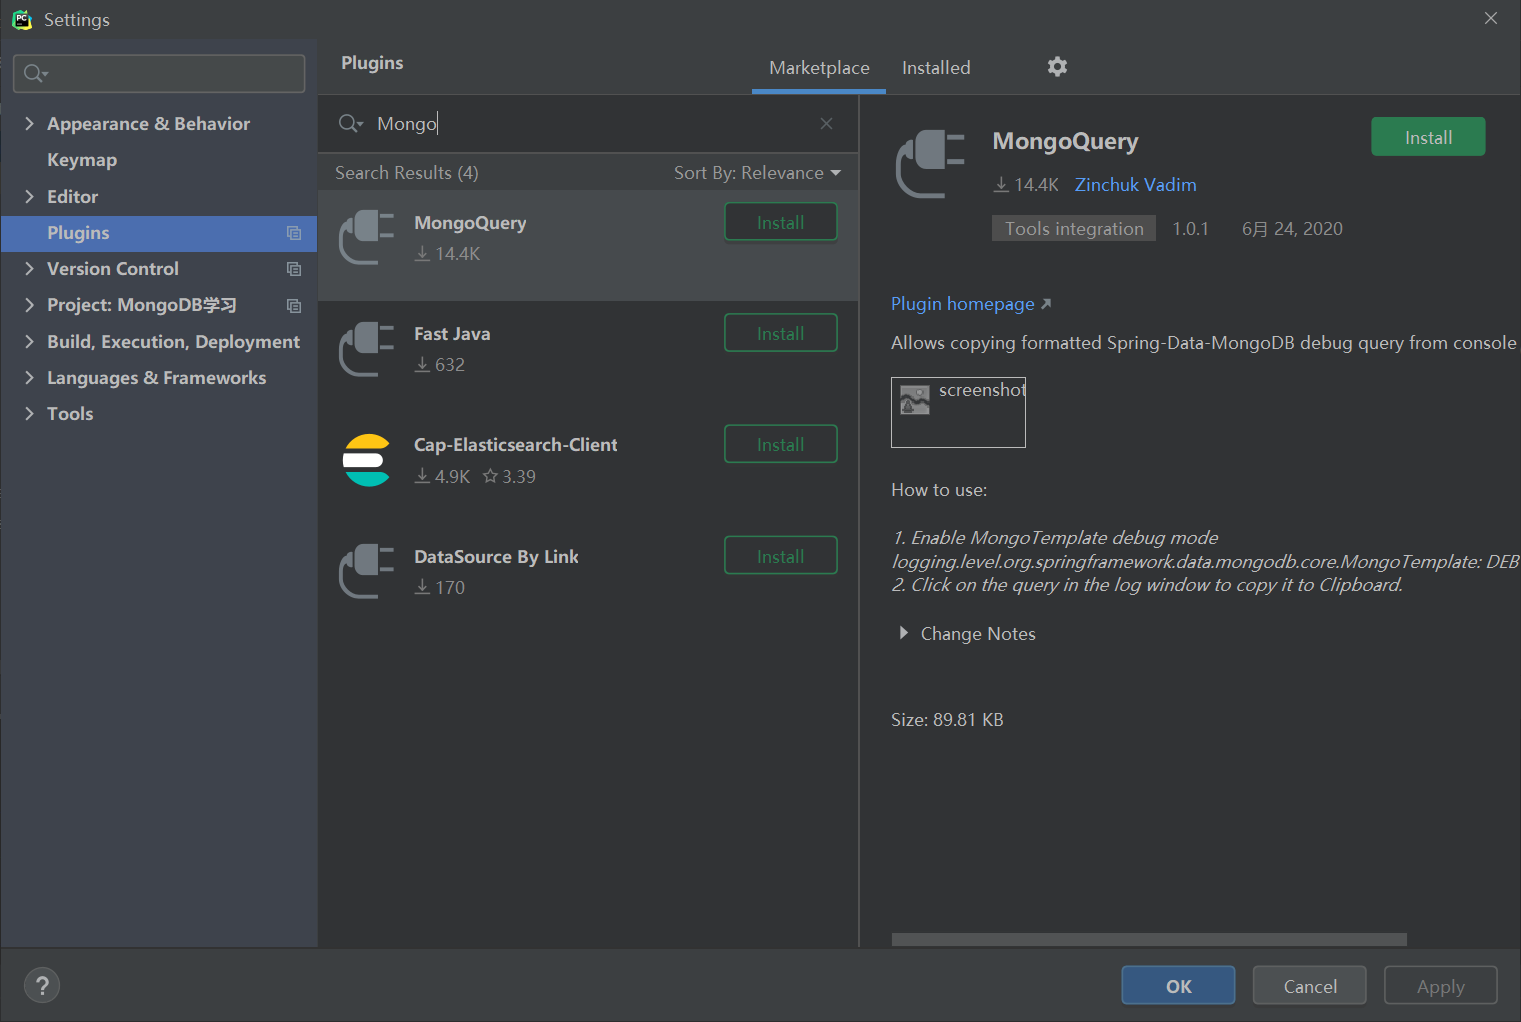 Settings
Appearance & Behavior
Keymap
Editor
Plugins
Version Control
Project: MongoDB学习
Build, Execution, Deployment
Languages & Frameworks
Tools
Plugins
Marketplace
Installed
Mongo
Search Results (4)
Sort By: Relevance
MongoQuery
14.4K
Install
Fast Java
632
Install
Cap-Elasticsearch-Client
4.9K
3.39
Install
DataSource By Link
170
Install
MongoQuery
Install
14.4K
Zinchuk Vadim
Tools integration
1.0.1
6月 24, 2020
Plugin homepage
Allows copying formatted Spring-Data-MongoDB debug query from console
screenshot
How to use:
1. Enable MongoTemplate debug mode
logging.level.org.springframework.data.mongodb.core.MongoTemplate: DEB
2. Click on the query in the log window to copy it to Clipboard.
Change Notes
Size: 89.81 KB
?
OK
Cancel
Apply